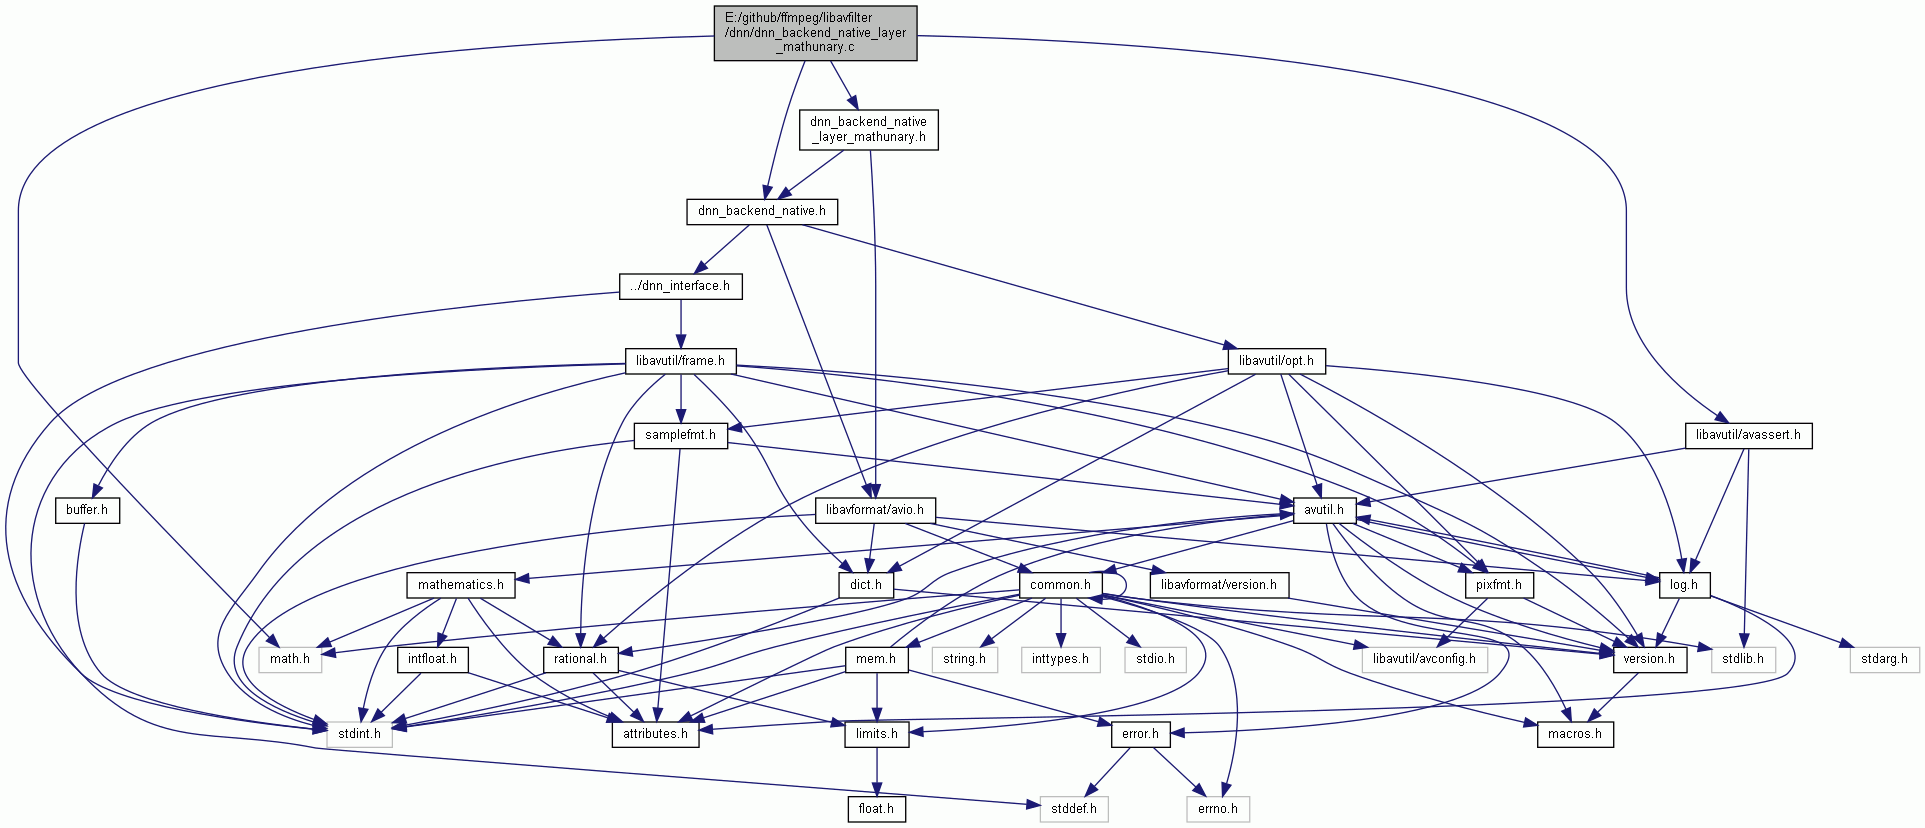 E:/github/ffmpeg/libavfilter
/dnn/dnn_backend_native_layer
_mathunary.c
dnn_backend_native
_layer_mathunary.h
dnn_backend_native.h
../dnn_interface.h
libavutil/frame.h
libavutil/opt.h
samplefmt.h
libavutil/avassert.h
buffer.h
libavformat/avio.h
avutil.h
mathematics.h
dict.h
common.h
libavformat/version.h
pixfmt.h
log.h
math.h
intfloat.h
rational.h
mem.h
string.h
inttypes.h
stdio.h
libavutil/avconfig.h
version.h
stdlib.h
stdarg.h
stdint.h
attributes.h
limits.h
error.h
macros.h
float.h
stddef.h
errno.h